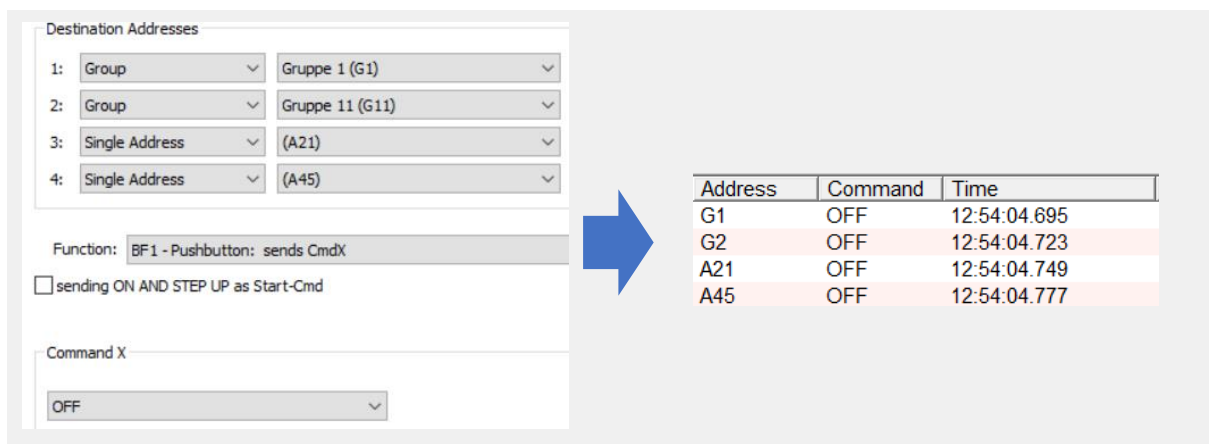 Destination Addresses
1: Group Gruppe 1 (G1)
2: Group Gruppe 11 (G11)
3: Single Address (A21)
4: Single Address (A45)
Function: BF1 - Pushbutton: sends CmdX
sending ON AND STEP UP as Start-Cmd
Command X
OFF
Address Command Time
G1 OFF 12:54:04.695
G2 OFF 12:54:04.723
A21 OFF 12:54:04.749
A45 OFF 12:54:04.777